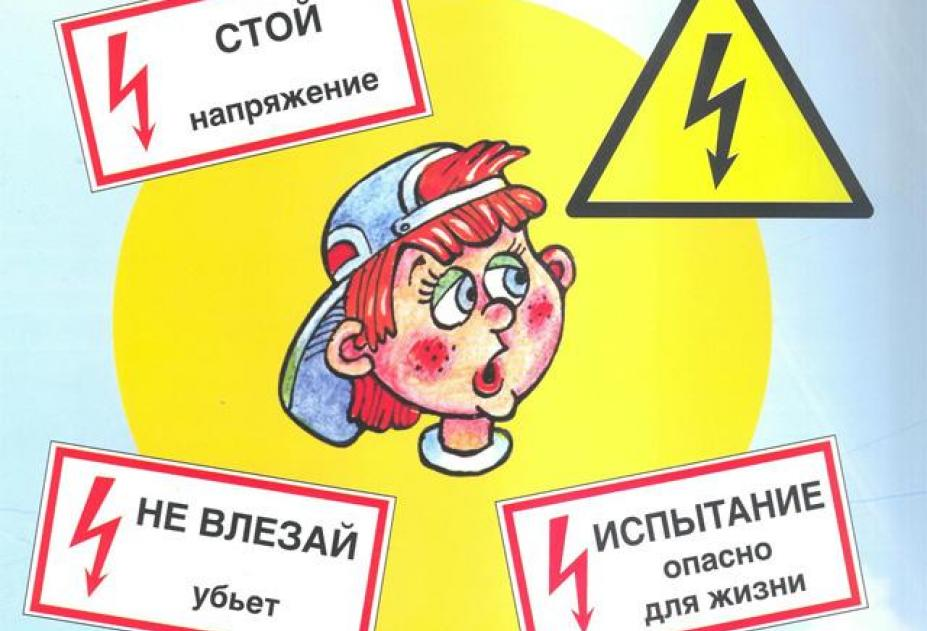 СТОЙ
напряжение
НЕ ВЛЕЗАЙ
убьет
ИСПЫТАНИЕ
опасно
для жизни